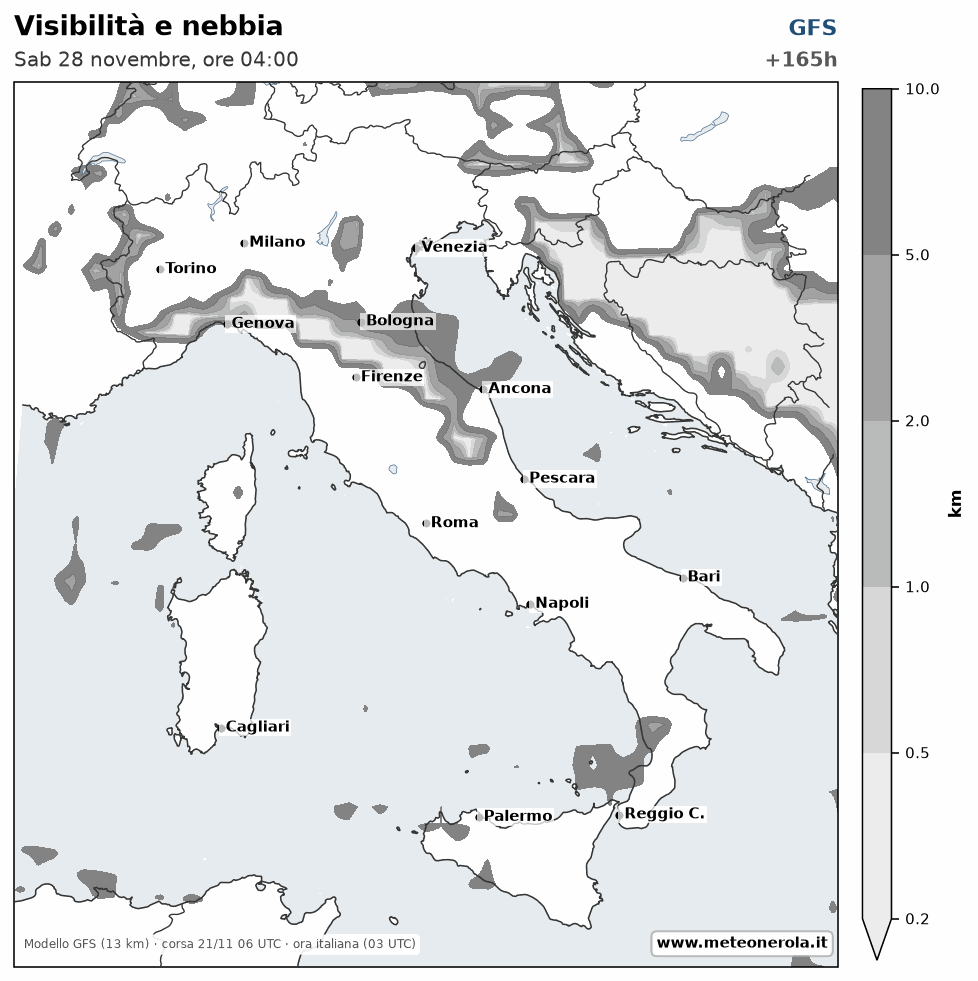 Visibilità e nebbia
GFS
Sab 28 novembre, ore 04:00
+165h
10.0
5.0
2.0
1.0
0.5
0.2
km
Milano
Venezia
Torino
Genova
Bologna
Firenze
Ancona
Pescara
Roma
Bari
Napoli
Cagliari
Palermo
Reggio C.
Modello GFS (13 km) · corsa 21/11 06 UTC · ora italiana (03 UTC)
www.meteonerola.it